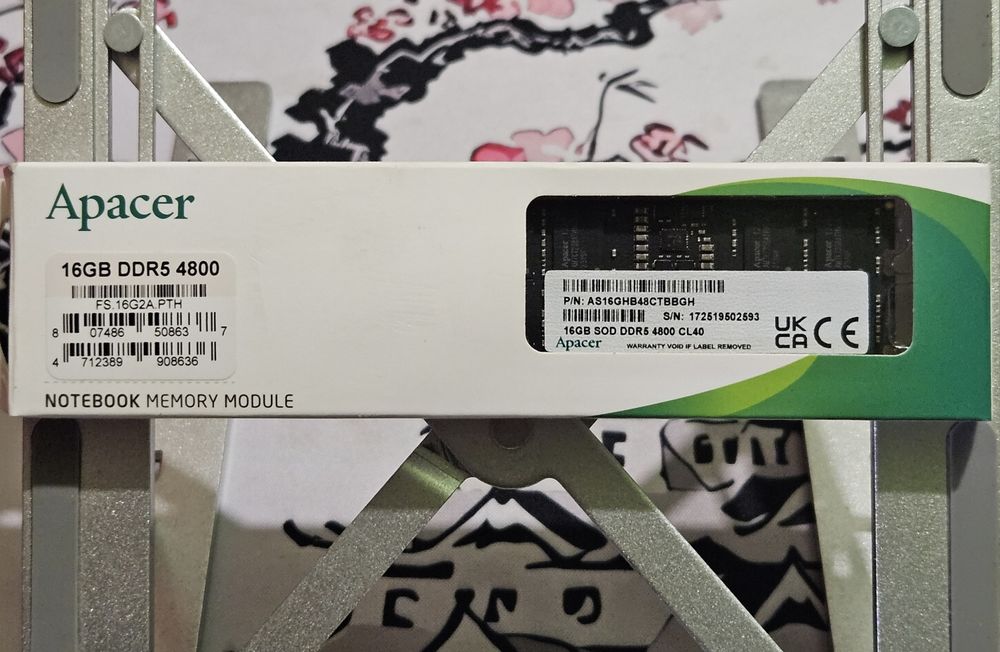 Apacer
16GB DDR5 4800
FS.16G2A.PTH
8 07486 50863 7
4 712389 908636
NOTEBOOK MEMORY MODULE
P/N: AS16GHB48CTBBGH
S/N: 172519502593
16GB SOD DDR5 4800 CL40
Apacer WARRANTY VOID IF LABEL REMOVED
UK
CA CE